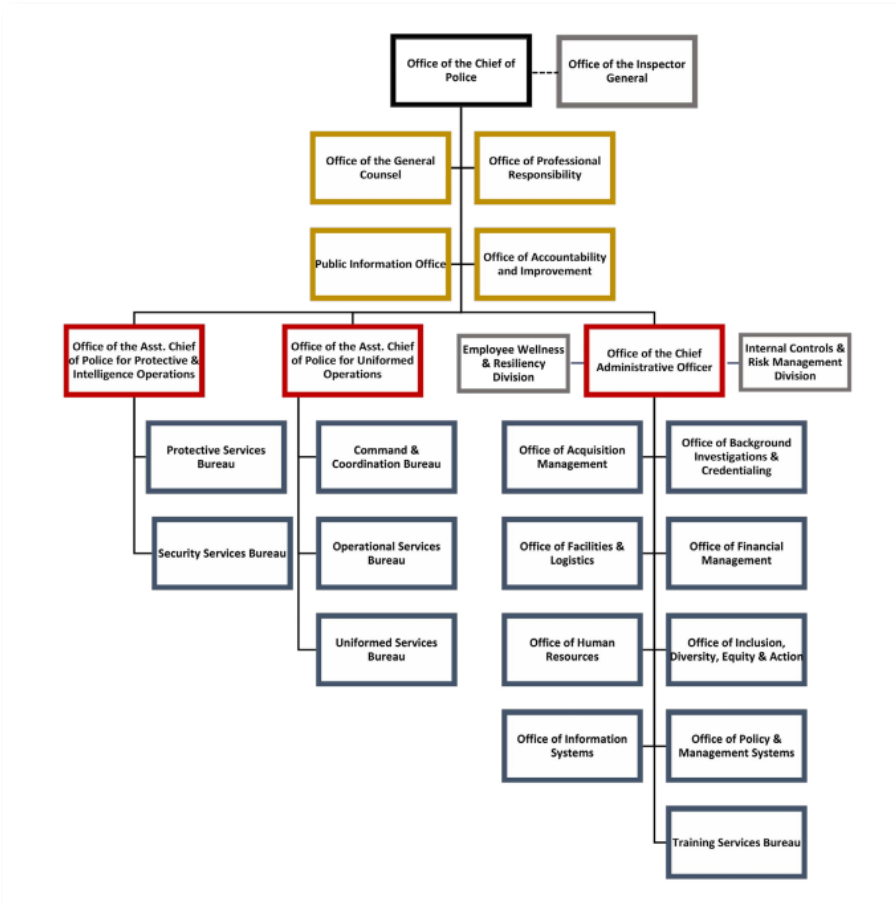 Office of the Chief of
Police
Office of the Inspector
General
Office of the General
Counsel
Office of Professional
Responsibility
Public Information Office
Office of Accountability
and Improvement
Office of the Asst. Chief
of Police for Protective &
Intelligence Operations
Office of the Asst. Chief
of Police for Uniformed
Operations
Employee Wellness
& Resiliency
Division
Office of the Chief
Administrative Officer
Internal Controls &
Risk Management
Division
Protective Services
Bureau
Command &
Coordination Bureau
Office of Acquisition
Management
Office of Background
Investigations &
Credentialing
Security Services Bureau
Operational Services
Bureau
Office of Facilities &
Logistics
Office of Financial
Management
Uniformed Services
Bureau
Office of Human
Resources
Office of Inclusion,
Diversity, Equity & Action
Office of Information
Systems
Office of Policy &
Management Systems
Training Services Bureau